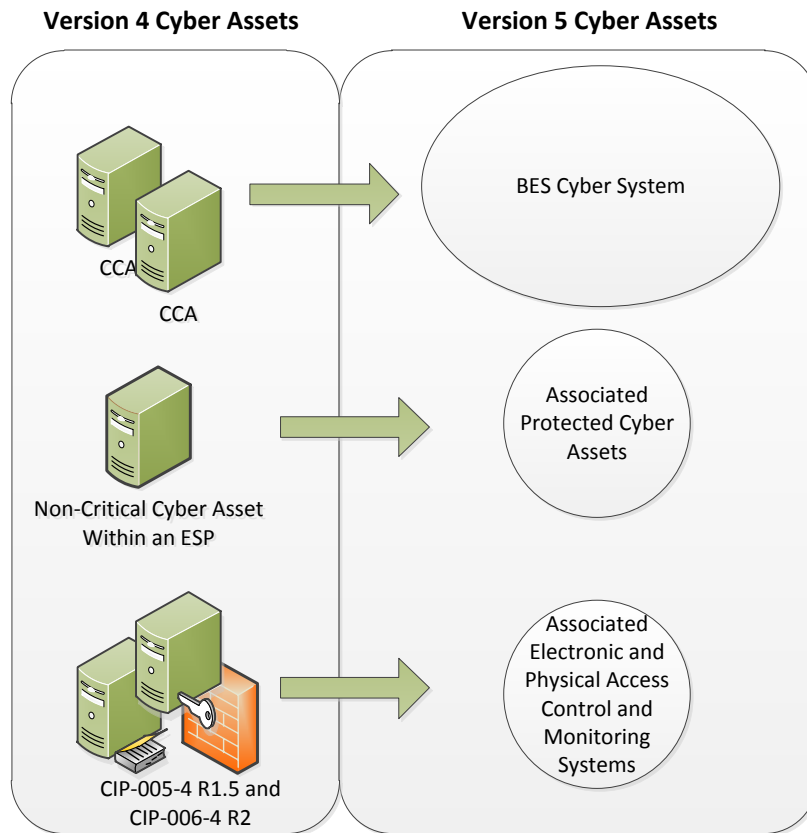 Version 4 Cyber Assets
Version 5 Cyber Assets
CCA
CCA
BES Cyber System
Non-Critical Cyber Asset
Within an ESP
Associated
Protected Cyber
Assets
CIP-005-4 R1.5 and
CIP-006-4 R2
Associated
Electronic and
Physical Access
Control and
Monitoring
Systems